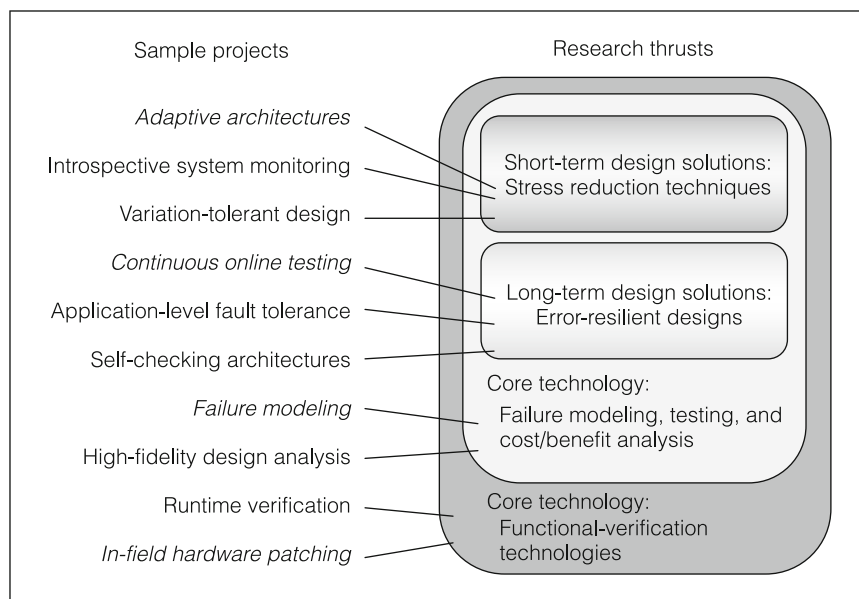 Sample projects
Research thrusts
Adaptive architectures
Introspective system monitoring
Variation-tolerant design
Continuous online testing
Application-level fault tolerance
Self-checking architectures
Failure modeling
High-fidelity design analysis
Runtime verification
In-field hardware patching
Short-term design solutions:
Stress reduction techniques
Long-term design solutions:
Error-resilient designs
Core technology:
Failure modeling, testing, and
cost/benefit analysis
Core technology:
Functional-verification
technologies